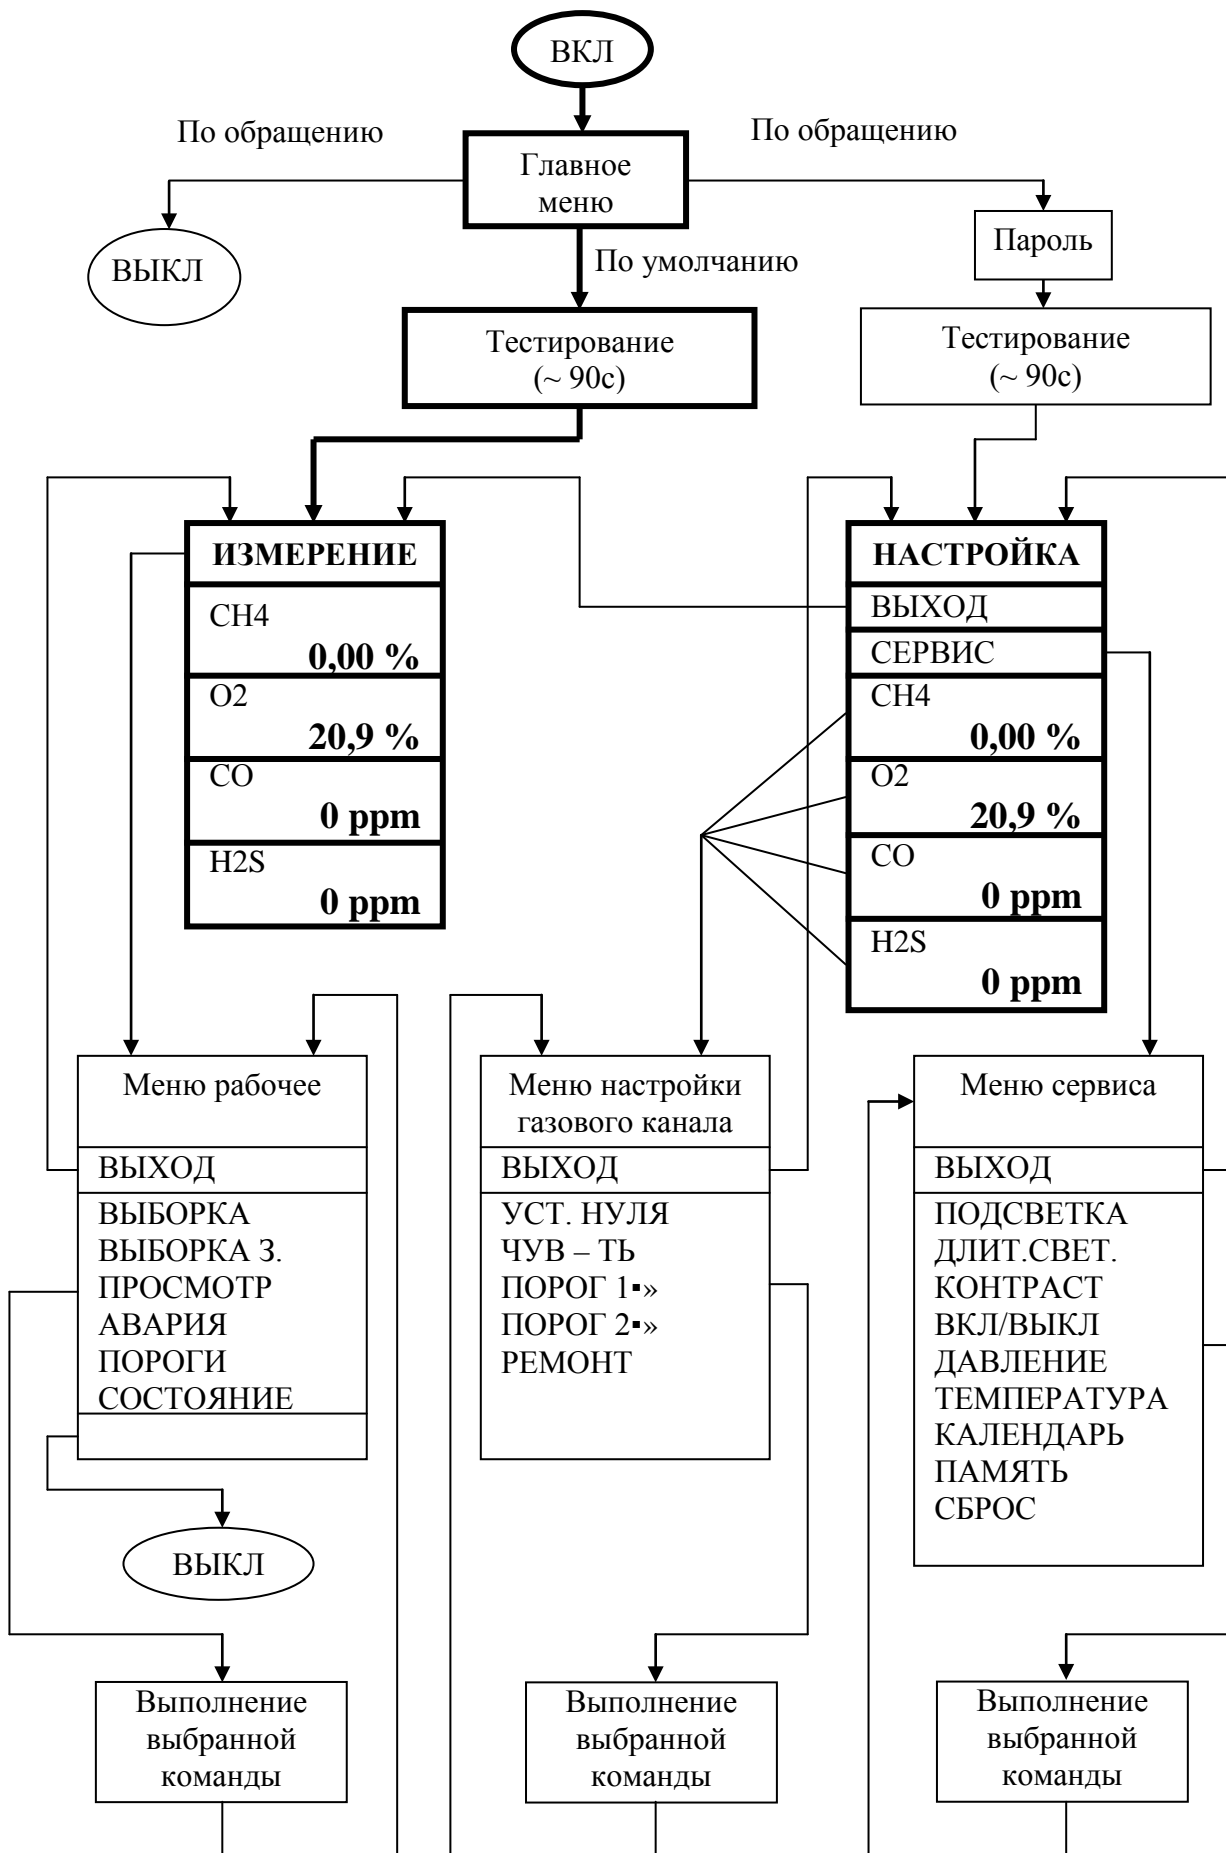 ВКЛ
По обращению
По обращению
Главное
меню
Пароль
ВЫКЛ
По умолчанию
Тестирование
(~ 90с)
Тестирование
(~ 90с)
ИЗМЕРЕНИЕ
CH4
0,00 %
O2
20,9 %
CO
0 ppm
H2S
0 ppm
НАСТРОЙКА
ВЫХОД
СЕРВИС
CH4
0,00 %
O2
20,9 %
CO
0 ppm
H2S
0 ppm
Меню рабочее
ВЫХОД
ВЫБОРКА
ВЫБОРКА З.
ПРОСМОТР
АВАРИЯ
ПОРОГИ
СОСТОЯНИЕ
ВЫКЛ
Меню настройки
газового канала
ВЫХОД
УСТ. НУЛЯ
ЧУВ – ТЬ
ПОРОГ 1▪»
ПОРОГ 2▪»
РЕМОНТ
Меню сервиса
ВЫХОД
ПОДСВЕТКА
ДЛИТ.СВЕТ.
КОНТРАСТ
ВКЛ/ВЫКЛ
ДАВЛЕНИЕ
ТЕМПЕРАТУРА
КАЛЕНДАРЬ
ПАМЯТЬ
СБРОС
Выполнение
выбранной
команды
Выполнение
выбранной
команды
Выполнение
выбранной
команды